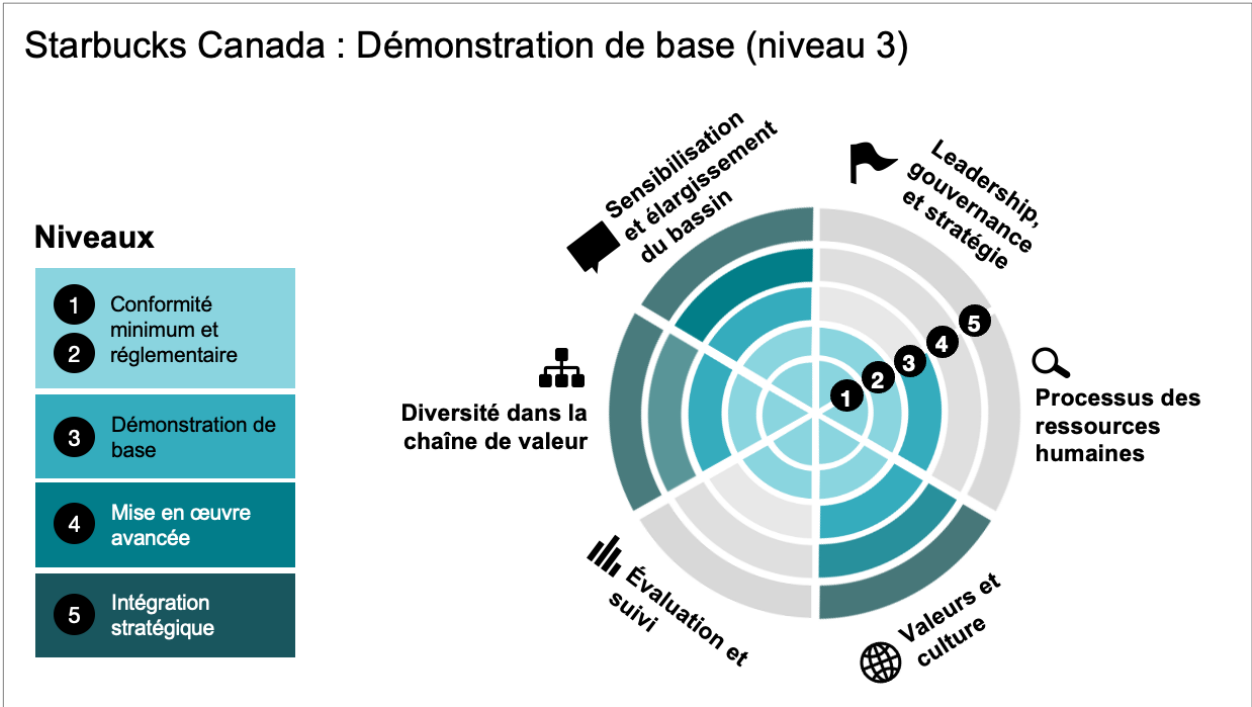 Starbucks Canada : Démonstration de base (niveau 3)
Niveaux
1
2
Conformité
minimum et
réglementaire
3
Démonstration de
base
4
Mise en œuvre
avancée
5
Intégration
stratégique
Sensibilisation
et élargissement
du bassin
Leadership,
gouvernance
et stratégie
Diversité dans la
chaîne de valeur
1
2
3
4
5
Processus des
ressources
humaines
Évaluation et
suivi
Valeurs et
culture